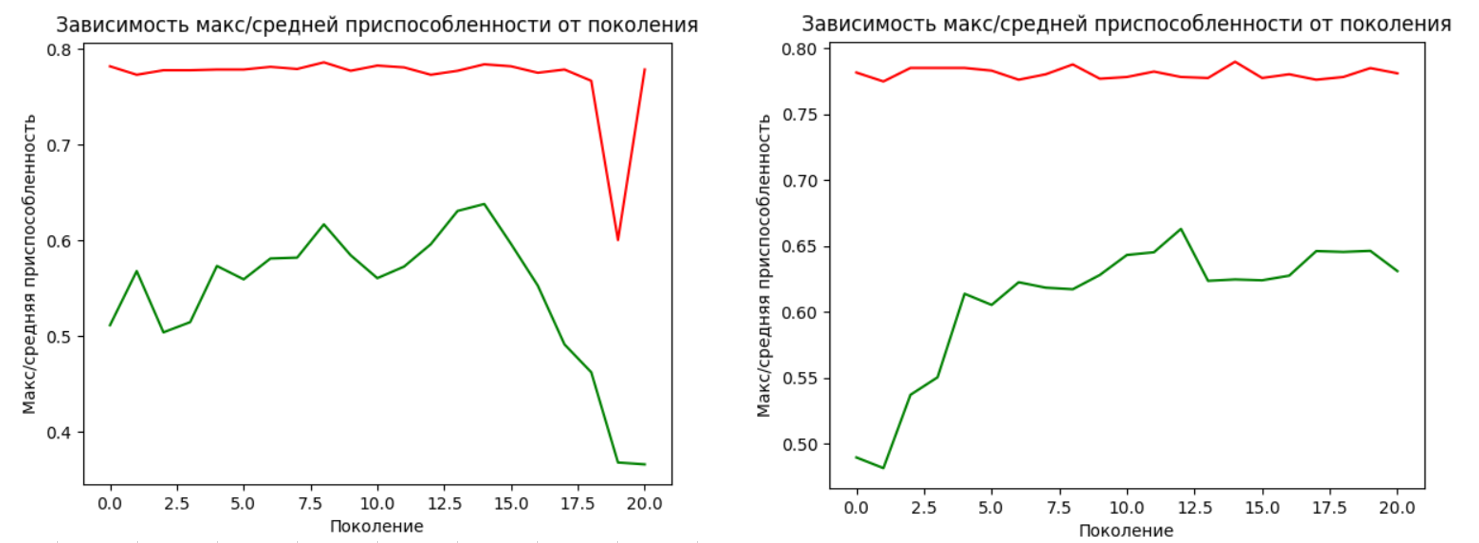 Зависимость макс/средней приспособленности от поколения
Макс/средняя приспособленность
0.8
0.7
0.6
0.5
0.4
0.0 2.5 5.0 7.5 10.0 12.5 15.0 17.5 20.0
Поколение
Зависимость макс/средней приспособленности от поколения
Макс/средняя приспособленность
0.80
0.75
0.70
0.65
0.60
0.55
0.50
0.0 2.5 5.0 7.5 10.0 12.5 15.0 17.5 20.0
Поколение